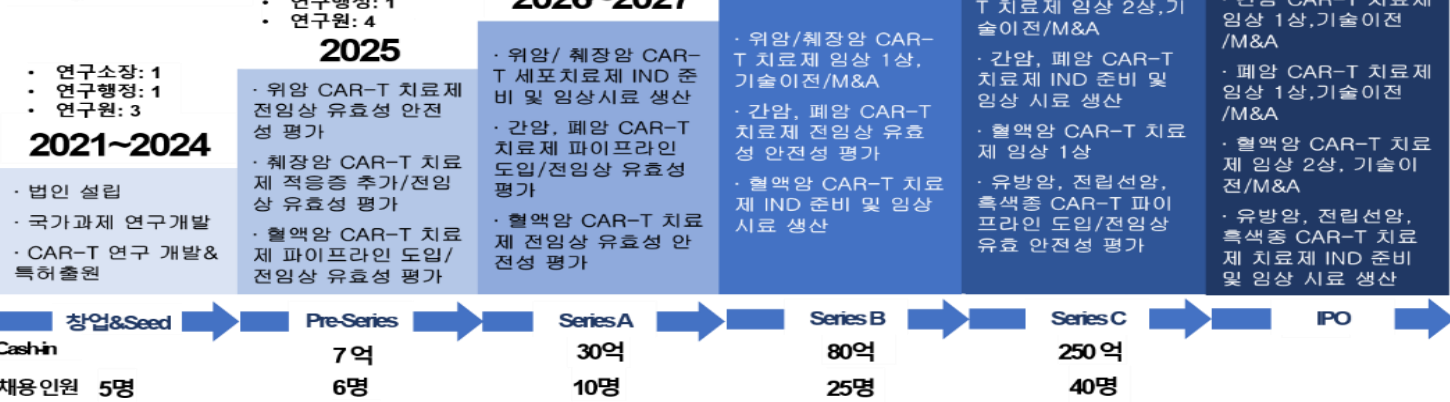 • 연구소장: 1
• 연구행정: 1
• 연구원: 3
2021~2024
· 법인 설립
· 국가과제 연구개발
· CAR-T 연구 개발&
특허출원
• 연구행정: 1
• 연구원: 4
2025
· 위암 CAR-T 치료제
전임상 유효성 안전
성 평가
· 췌장암 CAR-T 치료
제 적응증 추가/전임
상 유효성 평가
· 혈액암 CAR-T 치료
제 파이프라인 도입/
전임상 유효성 평가
2026~2027
· 위암/ 췌장암 CAR-
T 세포치료제 IND 준
비 및 임상시료 생산
· 간암, 폐암 CAR-T
치료제 파이프라인
도입/전임상 유효성
평가
· 혈액암 CAR-T 치료
제 전임상 유효성 안
전성 평가
· 위암/췌장암 CAR-
T 치료제 임상 1상,
기술이전/M&A
· 간암, 폐암 CAR-T
치료제 전임상 유효
성 안전성 평가
· 혈액암 CAR-T 치료
제 IND 준비 및 임상
시료 생산
T 치료제 임상 2상,기
술이전/M&A
· 간암, 폐암 CAR-T
치료제 IND 준비 및
임상 시료 생산
· 혈액암 CAR-T 치료
제 임상 1상
· 유방암, 전립선암,
흑색종 CAR-T 파이
프라인 도입/전임상
유효 안전성 평가
· 간암 CAR-T 치료제
임상 1상,기술이전
/M&A
· 폐암 CAR-T 치료제
임상 1상,기술이전
/M&A
· 혈액암 CAR-T 치료
제 임상 2상, 기술이
전/M&A
· 유방암, 전립선암,
흑색종 CAR-T 치료
제 치료제 IND 준비
및 임상 시료 생산
창업&Seed Pre-Series Series A Series B Series C IPO
Cash-in 7억 30억 80억 250억
채용인원 5명 6명 10명 25명 40명